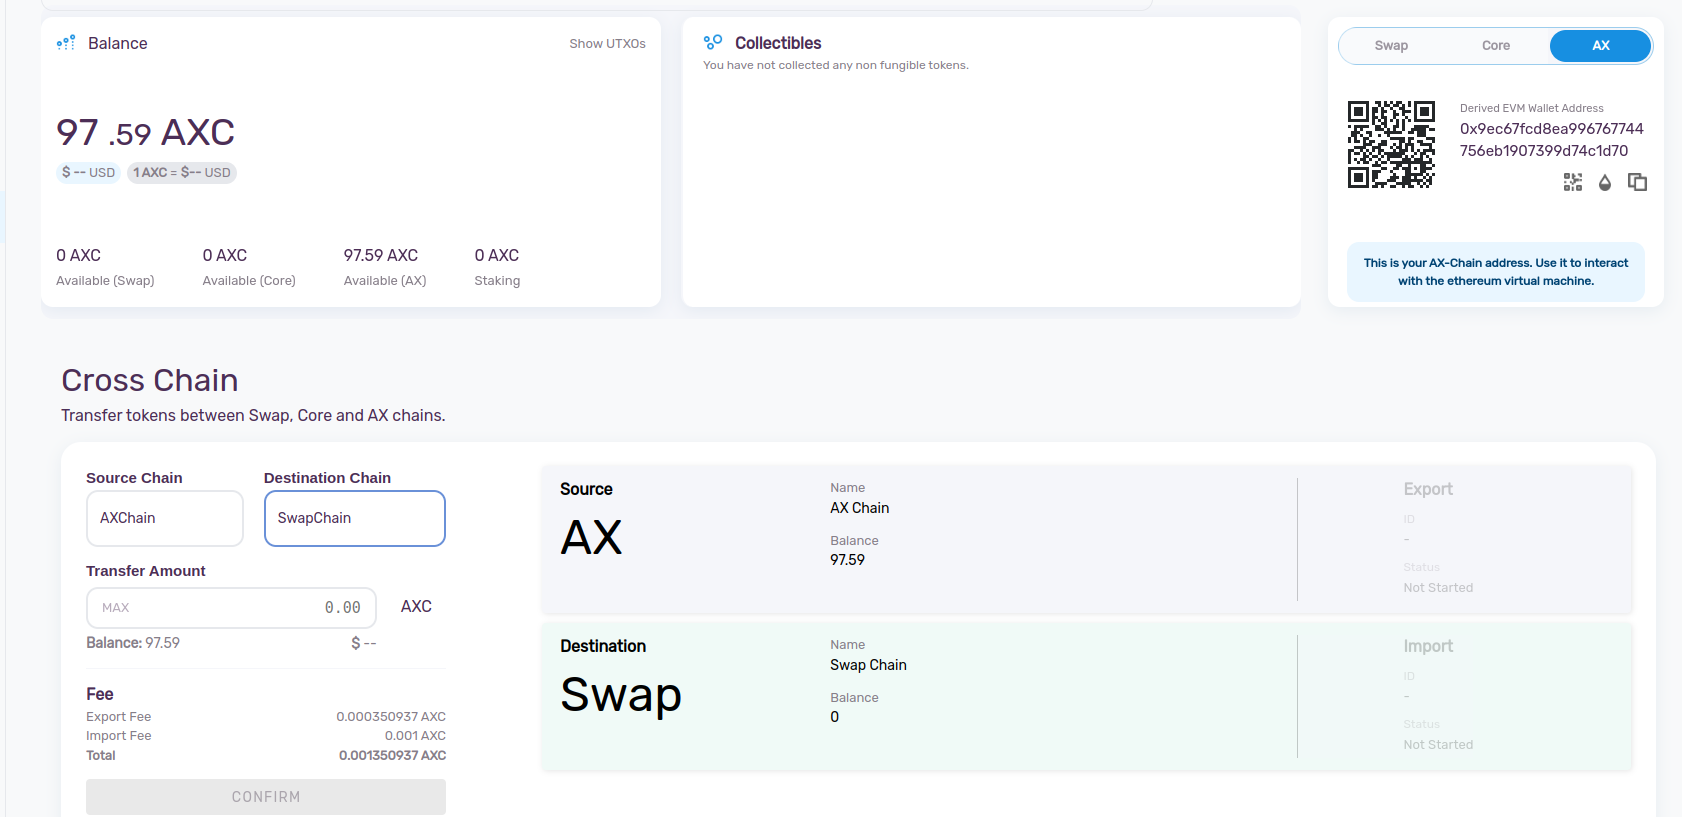 Balance
Show UTXOs
97 .59 AXC
$ -- USD
1 AXC = $-- USD
0 AXC
Available (Swap)
0 AXC
Available (Core)
97.59 AXC
Available (AX)
0 AXC
Staking
Collectibles
You have not collected any non fungible tokens.
Swap
Core
AX
Derived EVM Wallet Address
0x9ec67fcd8ea996767744
756eb1907399d74c1d70
This is your AX-Chain address. Use it to interact
with the ethereum virtual machine.
Cross Chain
Transfer tokens between Swap, Core and AX chains.
Source Chain
AXChain
Destination Chain
SwapChain
Transfer Amount
MAX
0.00
AXC
Balance: 97.59
$ --
Fee
Export Fee
0.000350937 AXC
Import Fee
0.001 AXC
Total
0.001350937 AXC
CONFIRM
Source
AX
Name
AX Chain
Balance
97.59
Export
ID
-
Status
Not Started
Destination
Swap
Name
Swap Chain
Balance
0
Import
ID
-
Status
Not Started